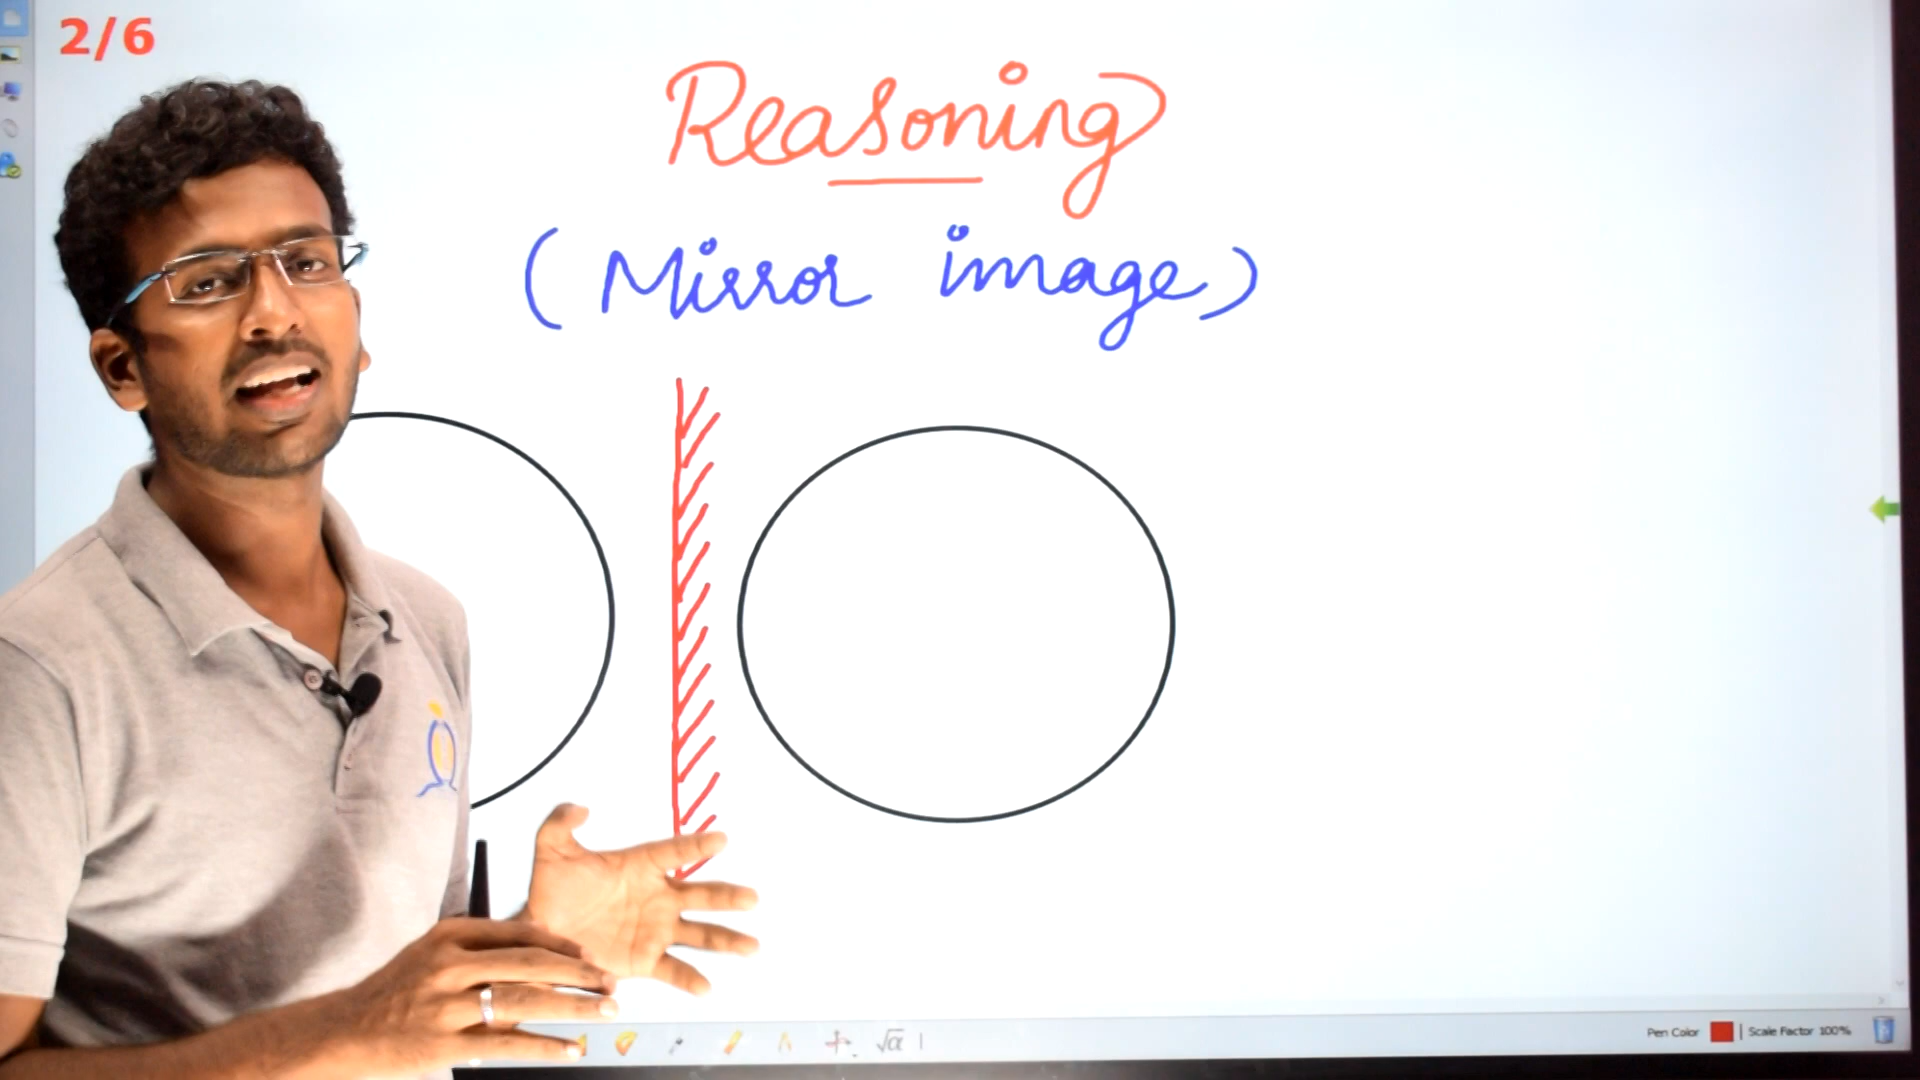 2/6
Reasoning
(Mirror image)
√α
Pen Color Scale Factor 100%